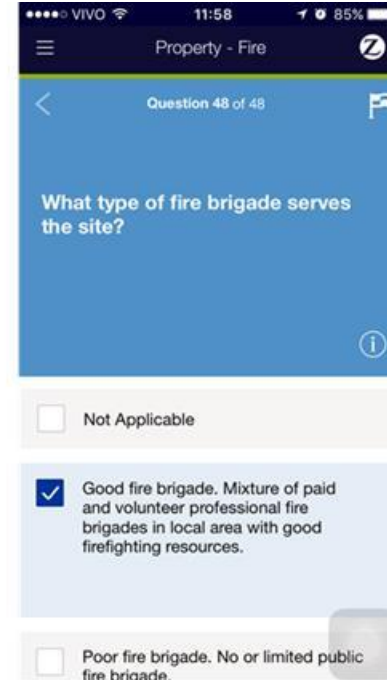 VIVO 11:58 85%
Property - Fire
Question 48 of 48
What type of fire brigade serves
the site?
Not Applicable
Good fire brigade. Mixture of paid
and volunteer professional fire
brigades in local area with good
firefighting resources.
Poor fire brigade. No or limited public
fire brigade.